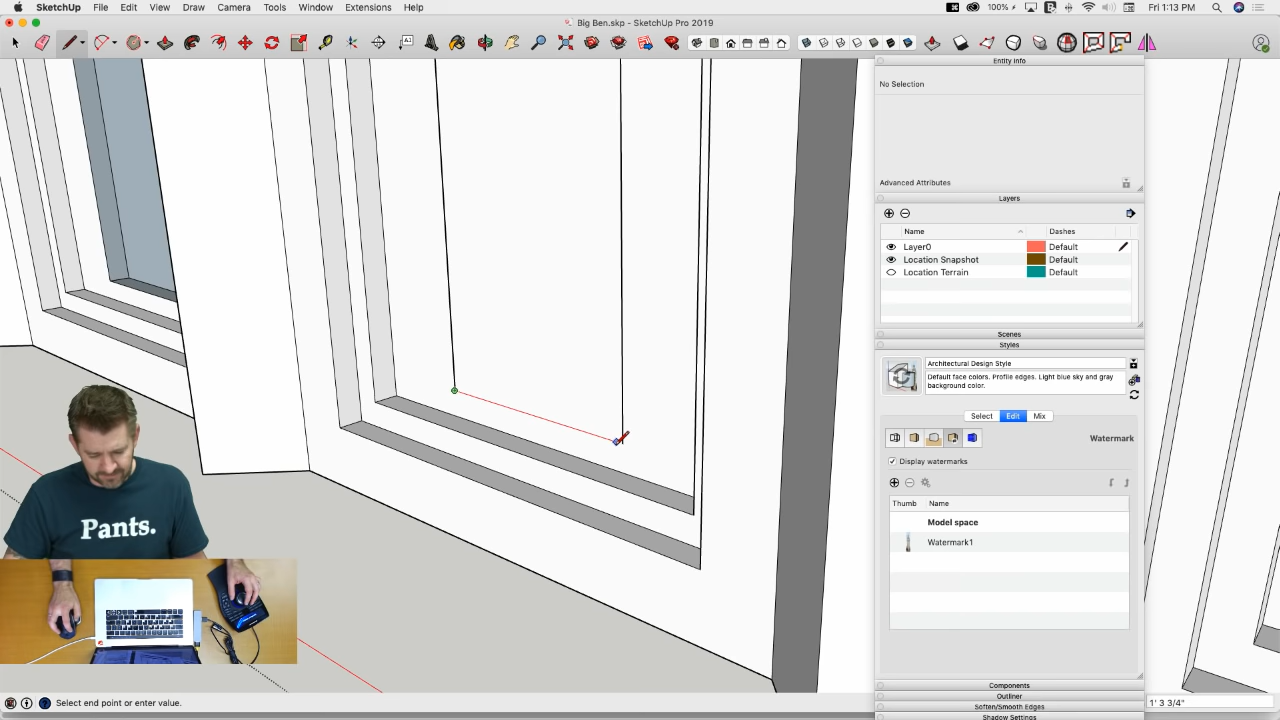 SketchUp File Edit View Draw Camera Tools Window Extensions Help 100% Fri 1:13 PM
Big Ben.skp - SketchUp Pro 2019
Entity Info
No Selection
Advanced Attributes
Layers
Name Dashes
Layer0 Default
Location Snapshot Default
Location Terrain Default
Scenes
Styles
Architectural Design Style
Default face colors. Profile edges. Light blue sky and gray
background color.
Select Edit Mix
Watermark
Display watermarks
Thumb Name
Model space
Watermark1
Pants.
Components
Outliner
Soften/Smooth Edges
Shadow Settings
Select end point or enter value.
1' 3 3/4"